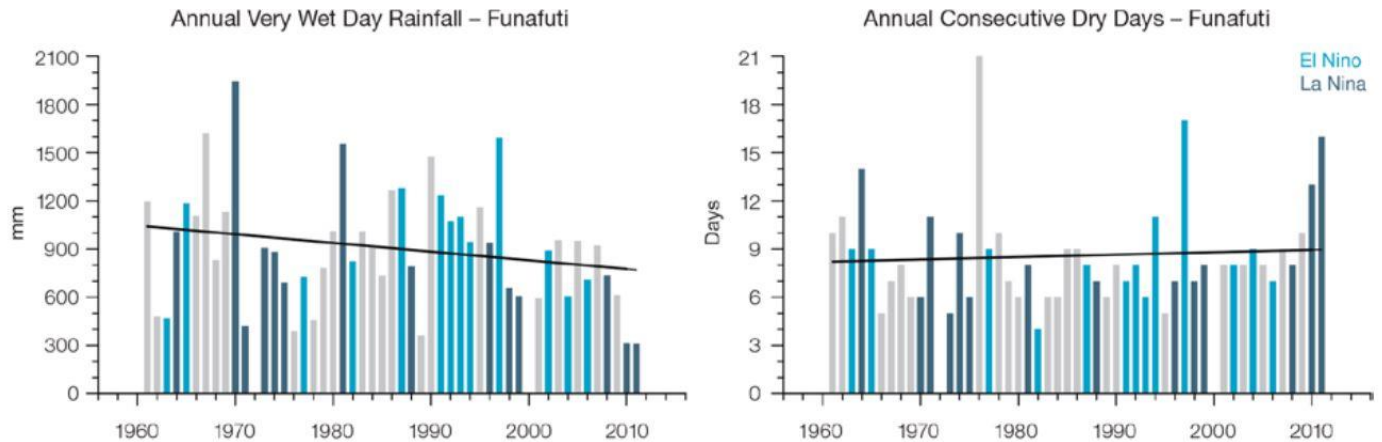 Annual Very Wet Day Rainfall – Funafuti
2100
1800
1500
1200
900
600
300
0
mm
1960 1970 1980 1990 2000 2010
Annual Consecutive Dry Days – Funafuti
El Nino
La Nina
21
18
15
12
9
6
3
0
Days
1960 1970 1980 1990 2000 2010